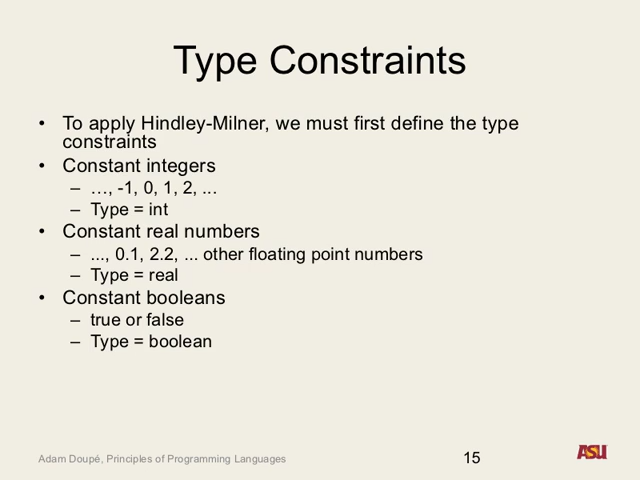 Type Constraints
• To apply Hindley-Milner, we must first define the type
constraints
• Constant integers
– …, -1, 0, 1, 2, ...
– Type = int
• Constant real numbers
– ..., 0.1, 2.2, ... other floating point numbers
– Type = real
• Constant booleans
– true or false
– Type = boolean
Adam Doupé, Principles of Programming Languages
15
ASU